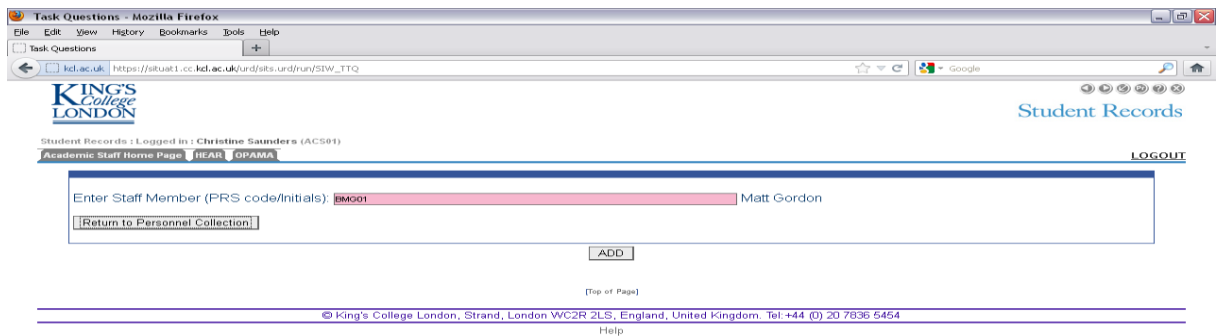 Task Questions - Mozilla Firefox
File Edit View History Bookmarks Tools Help
Task Questions
kcl.ac.uk https://situat1.cc.kcl.ac.uk/urd/sits.urd/run/SIW_TTQ Google
KING'S
College
LONDON
Student Records
Student Records : Logged in : Christine Saunders (ACS01)
Academic Staff Home Page HEAR OPAMA LOGOUT
Enter Staff Member (PRS code/Initials): BMG01 Matt Gordon
Return to Personnel Collection
ADD
[Top of Page]
© King's College London, Strand, London WC2R 2LS, England, United Kingdom. Tel: +44 (0) 20 7836 5454
Help